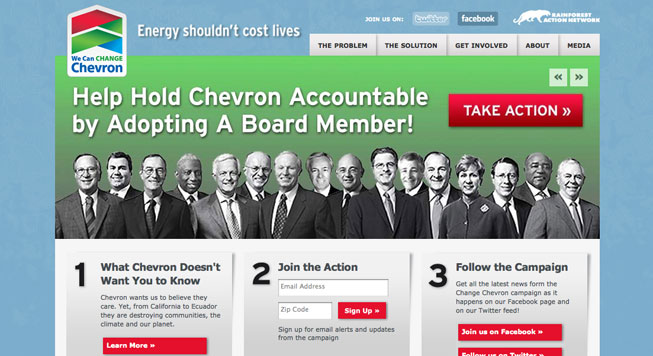 We Can CHANGE
Chevron
Energy shouldn't cost lives
JOIN US ON:
twitter
facebook
RAINFOREST
ACTION NETWORK
THE PROBLEM
THE SOLUTION
GET INVOLVED
ABOUT
MEDIA
« »
Help Hold Chevron Accountable
by Adopting A Board Member!
TAKE ACTION »
1
What Chevron Doesn't
Want You to Know
Chevron wants us to believe they
care. Yet, from California to Ecuador
they are destroying communities, the
climate and our planet.
Learn More »
2
Join the Action
Email Address
Zip Code
Sign Up »
Sign up for email alerts and updates
from the campaign
3
Follow the Campaign
Get all the latest news form the
Change Chevron campaign as it
happens on our Facebook page and
on our Twitter feed!
Join us on Facebook »
Follow us on Twitter »